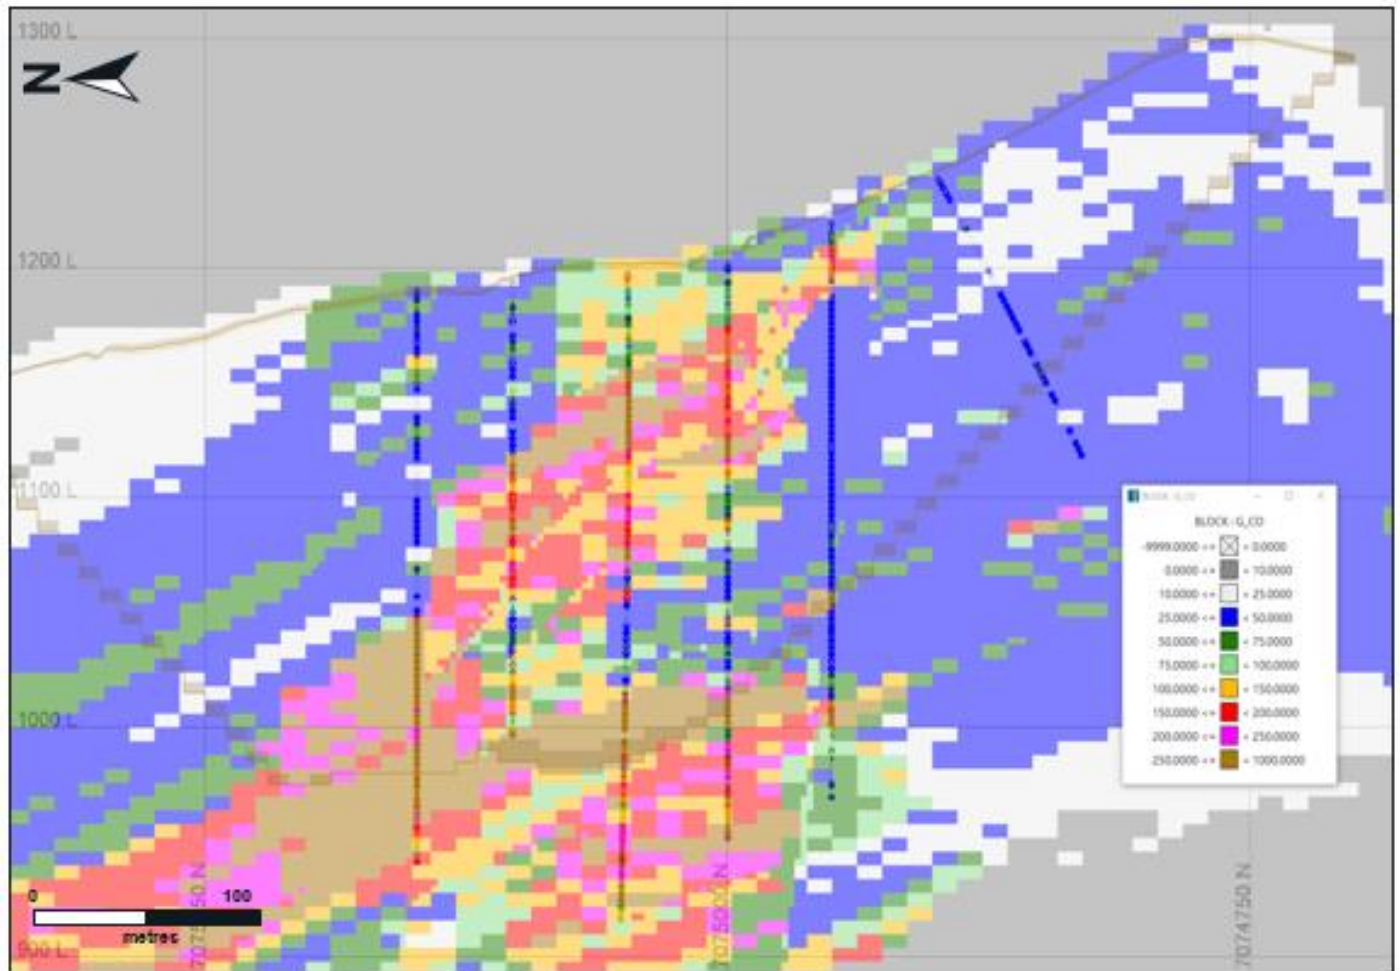 1300 L
N
1200 L
1100 L
1000 L
900 L
0 100
metres
7075000 N
7074750 N
BLOCK - G_CO
-9999.0000 <= < 0.0000
0.0000 <= < 10.0000
10.0000 <= < 25.0000
25.0000 <= < 50.0000
50.0000 <= < 75.0000
75.0000 <= < 100.0000
100.0000 <= < 150.0000
150.0000 <= < 200.0000
200.0000 <= < 250.0000
250.0000 <= < 1000.0000